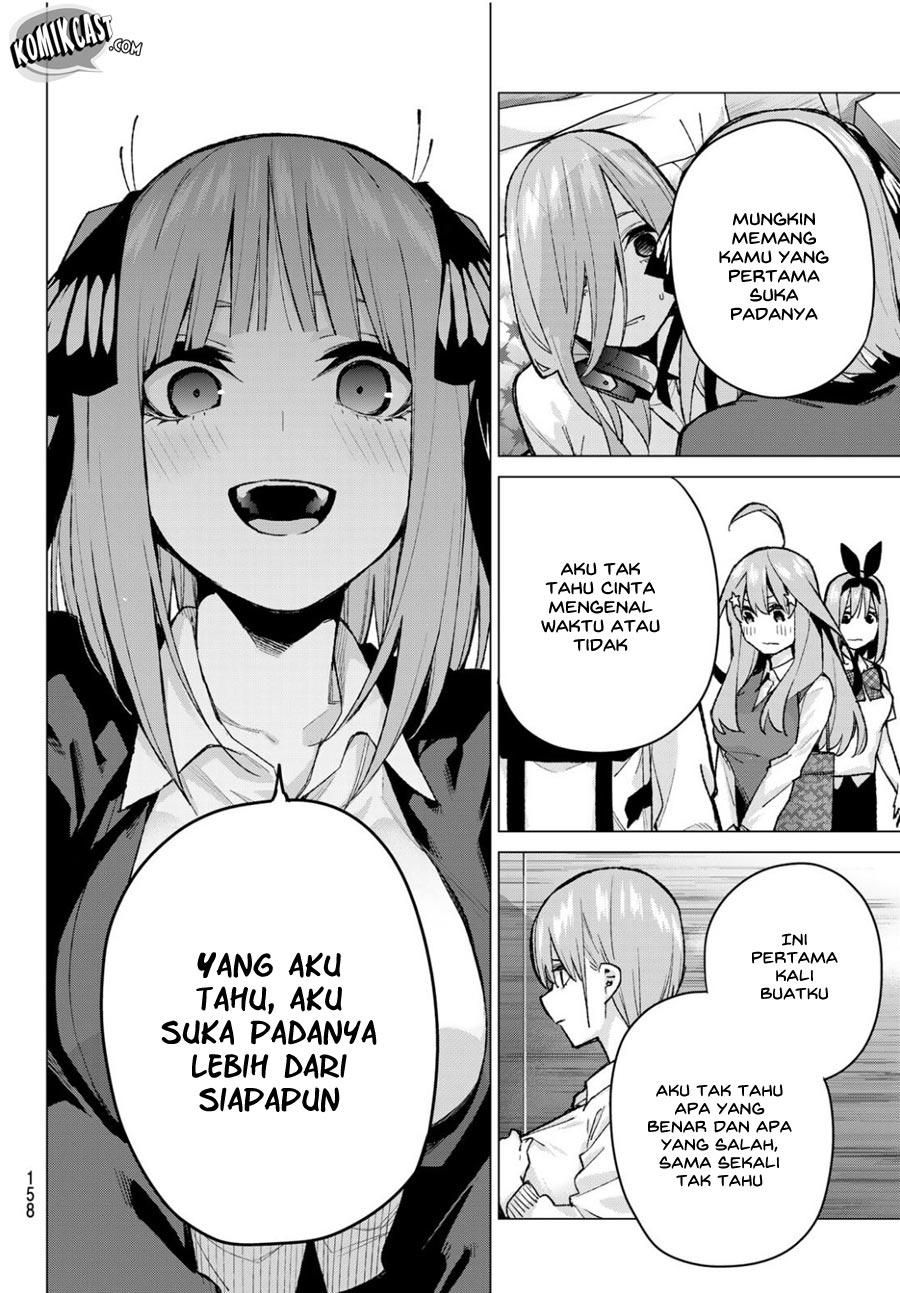 KOMIKCAST
.COM
MUNGKIN
MEMANG
KAMU YANG
PERTAMA
SUKA
PADANYA
AKU TAK
TAHU CINTA
MENGENAL
WAKTU ATAU
TIDAK
INI
PERTAMA
KALI
BUATKU
AKU TAK TAHU
APA YANG
BENAR DAN APA
YANG SALAH,
SAMA SEKALI
TAK TAHU
YANG AKU
TAHU, AKU
SUKA PADANYA
LEBIH DARI
SIAPAPUN
158